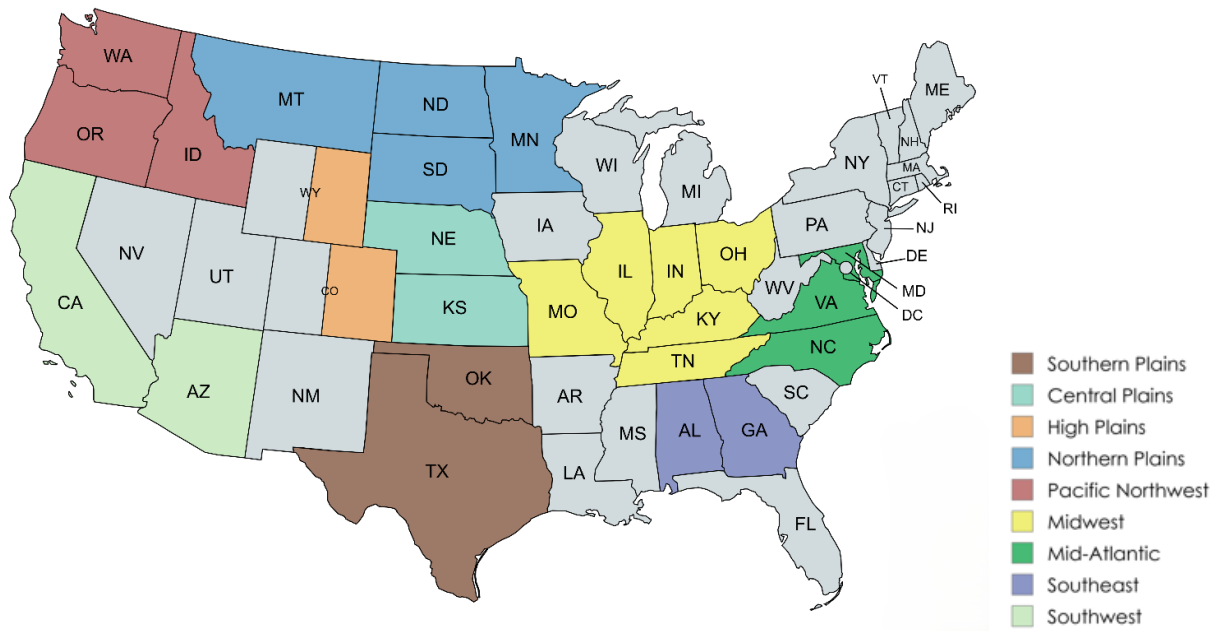 WA
VT
ME
MT
ND
OR
MN
NH
ID
WI
NY
MA
SD
MI
CT
WY
RI
IA
PA
NJ
NE
NV
OH
DE
UT
IL
IN
WV
MD
CO
CA
VA
KS
MO
DC
KY
NC
TN
OK
AZ
NM
AR
SC
MS
AL
GA
TX
LA
FL
Southern Plains
Central Plains
High Plains
Northern Plains
Pacific Northwest
Midwest
Mid-Atlantic
Southeast
Southwest